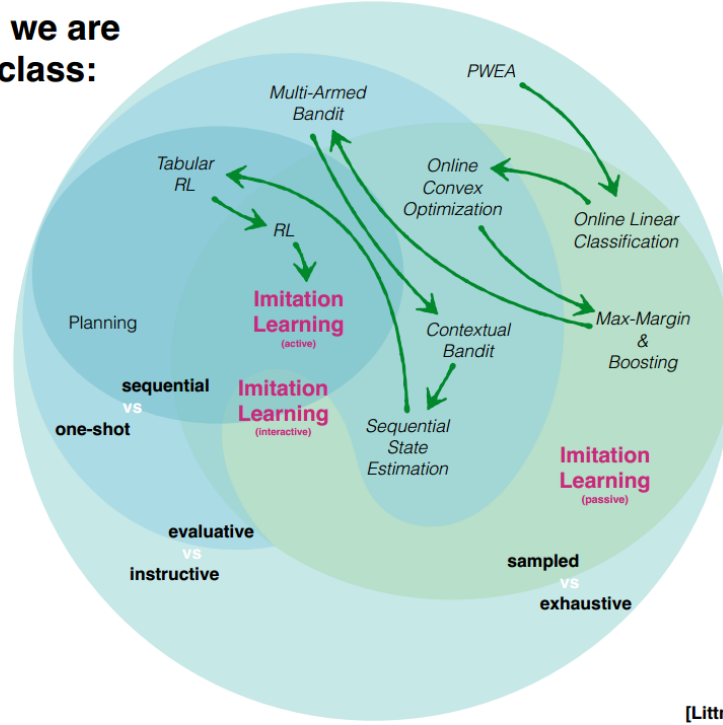 we are
class:
PWEA
Multi-Armed
Bandit
Tabular
RL
Online
Convex
Optimization
Online Linear
Classification
RL
Imitation
Learning
(active)
Planning
Contextual
Bandit
Max-Margin
&
Boosting
sequential
vs
one-shot
Imitation
Learning
(interactive)
Sequential
State
Estimation
Imitation
Learning
(passive)
evaluative
vs
instructive
sampled
vs
exhaustive